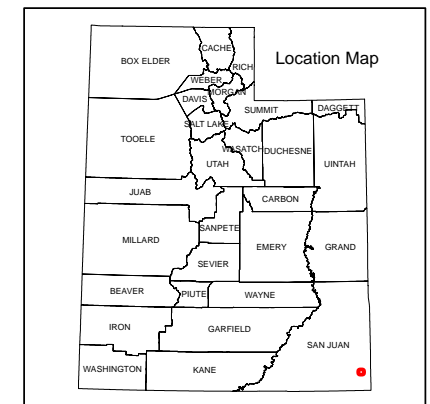 Location Map
CACHE
BOX ELDER
RICH
WEBER
MORGAN
DAVIS
SUMMIT
DAGGETT
SALT LAKE
TOOELE
WASATCH
DUCHESNE
UTAH
UINTAH
JUAB
CARBON
SANPETE
MILLARD
EMERY
GRAND
SEVIER
BEAVER
PIUTE
WAYNE
IRON
GARFIELD
SAN JUAN
WASHINGTON
KANE